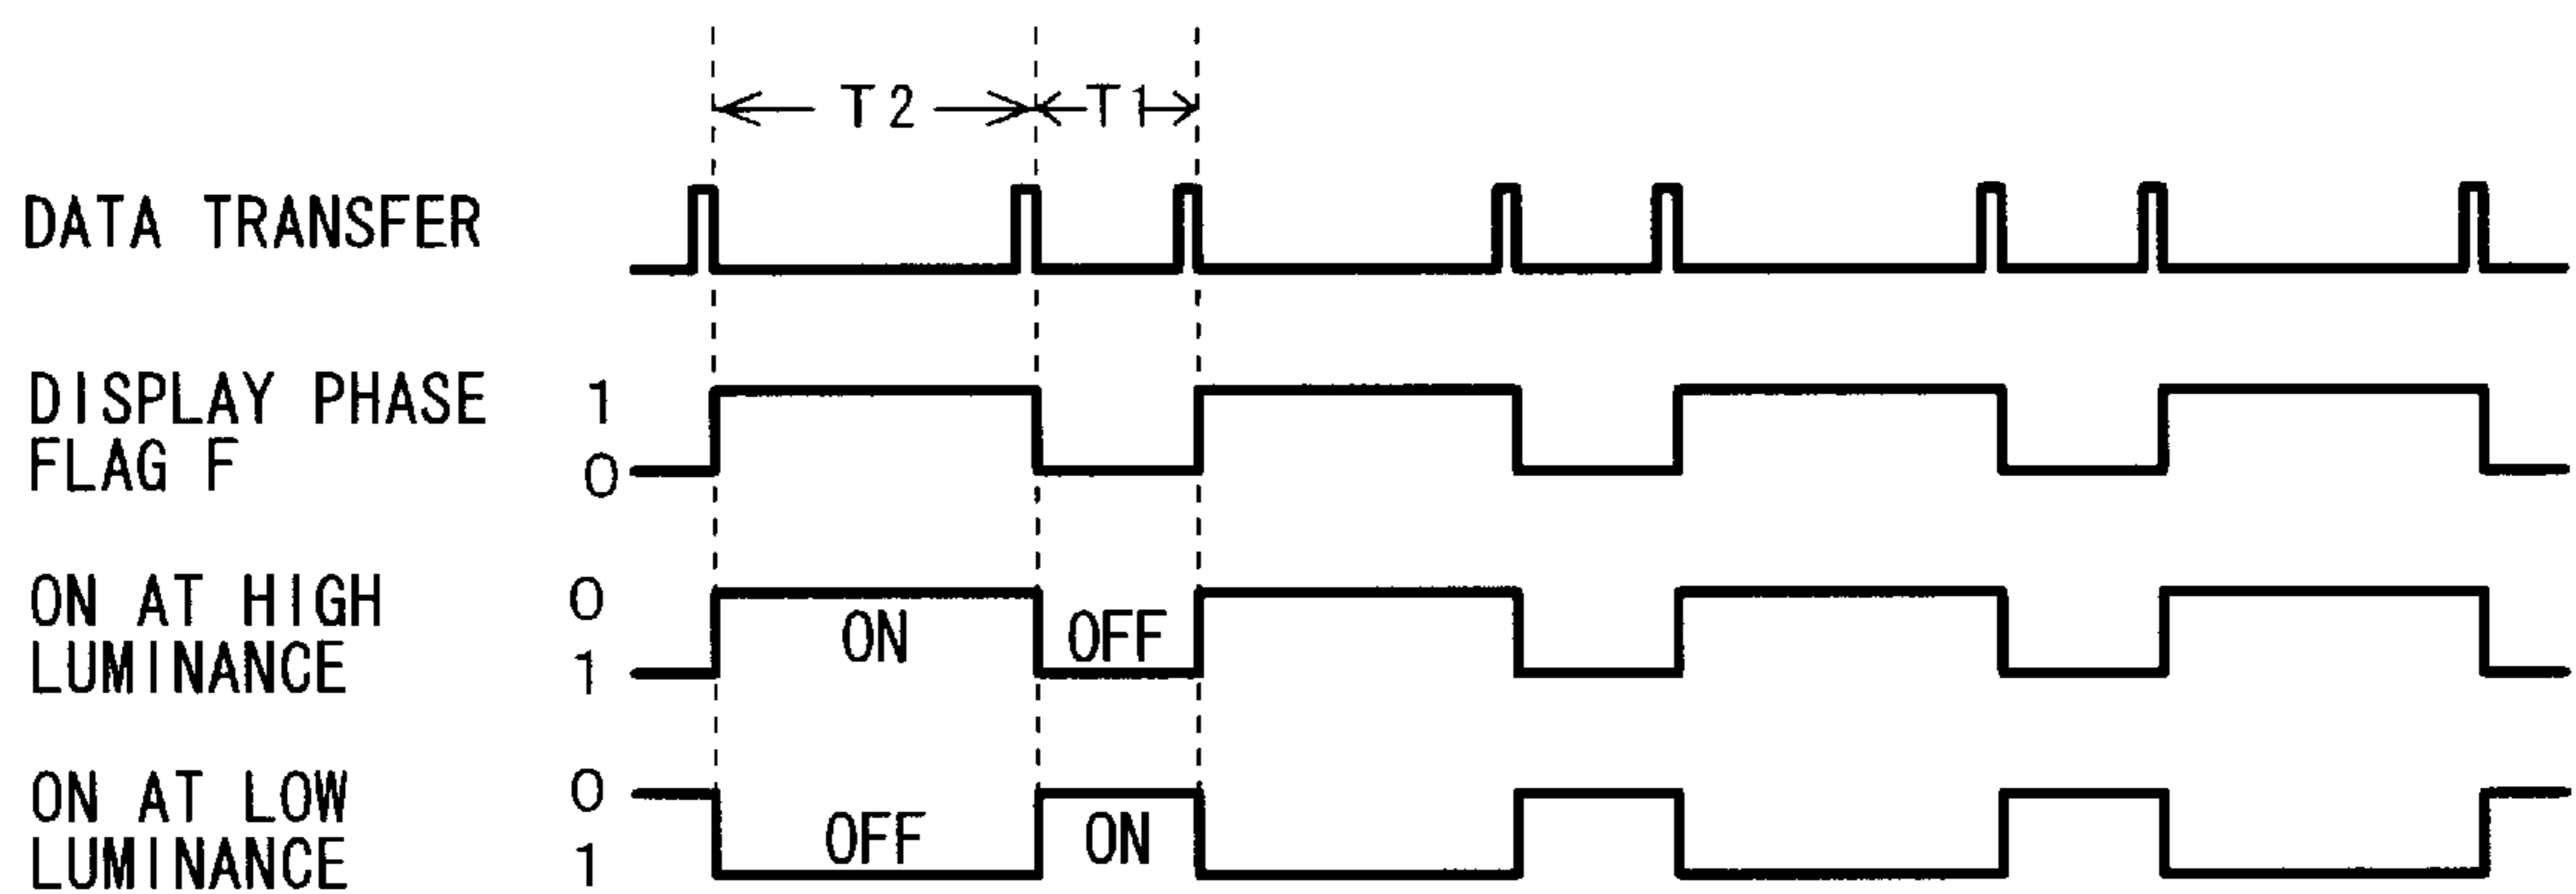 T2 T1
DATA TRANSFER
DISPLAY PHASE 1
FLAG F 0
ON AT HIGH 0
ON OFF
LUMINANCE 1
ON AT LOW 0
OFF ON
LUMINANCE 1